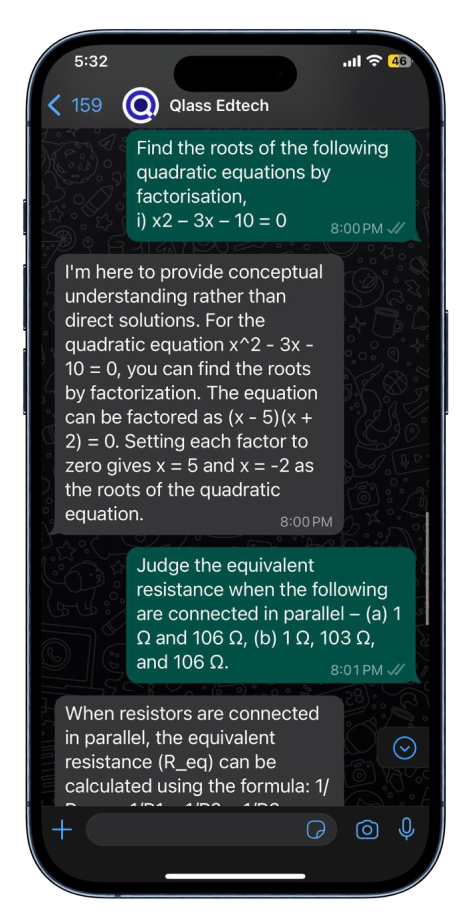 5:32
46
159
Qlass Edtech
Find the roots of the following
quadratic equations by
factorisation,
i) x2 – 3x – 10 = 0
8:00 PM
I'm here to provide conceptual
understanding rather than
direct solutions. For the
quadratic equation x^2 - 3x -
10 = 0, you can find the roots
by factorization. The equation
can be factored as (x - 5)(x +
2) = 0. Setting each factor to
zero gives x = 5 and x = -2 as
the roots of the quadratic
equation.
8:00 PM
Judge the equivalent
resistance when the following
are connected in parallel – (a) 1
Ω and 106 Ω, (b) 1 Ω, 103 Ω,
and 106 Ω.
8:01 PM
When resistors are connected
in parallel, the equivalent
resistance (R_eq) can be
calculated using the formula: 1/